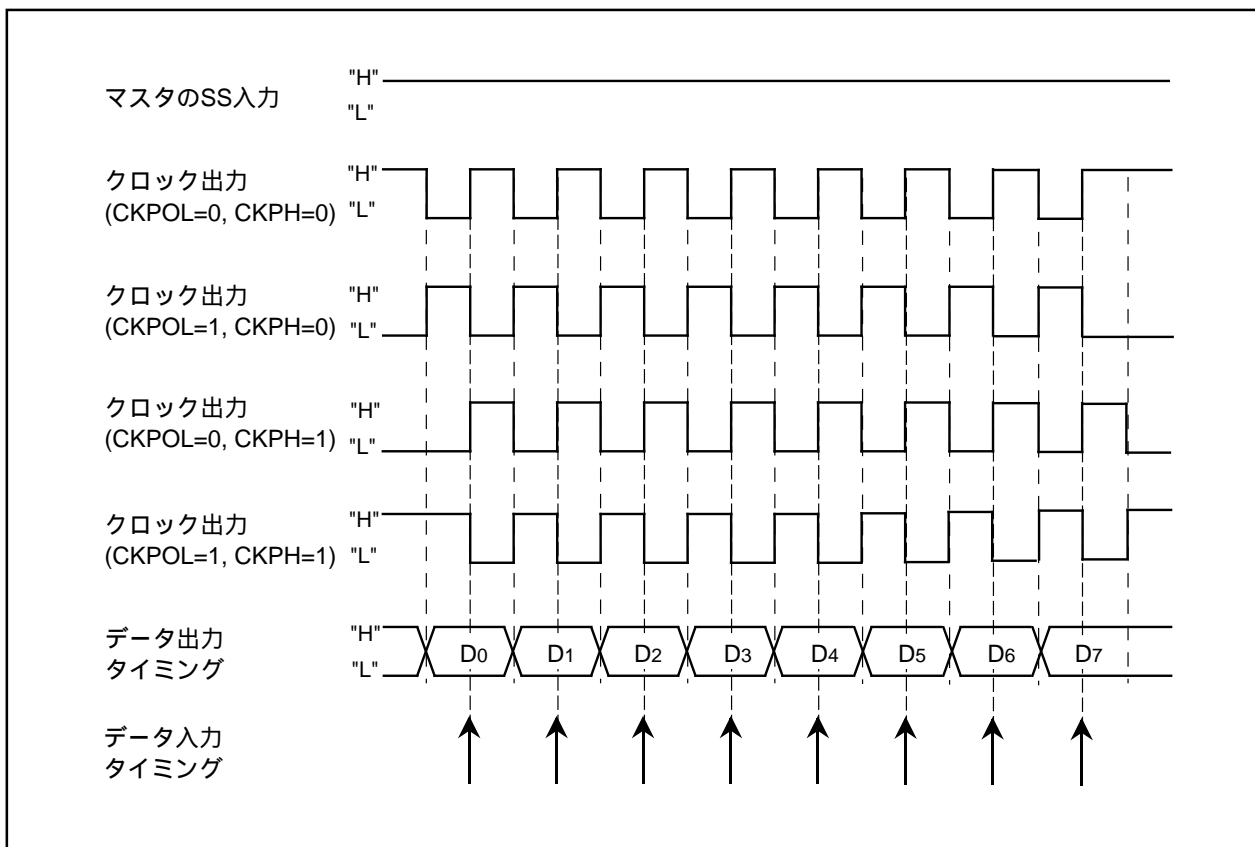 マスタのSS入力
"H"
"L"
クロック出力
(CKPOL=0, CKPH=0)
"H"
"L"
クロック出力
(CKPOL=1, CKPH=0)
"H"
"L"
クロック出力
(CKPOL=0, CKPH=1)
"H"
"L"
クロック出力
(CKPOL=1, CKPH=1)
"H"
"L"
データ出力
タイミング
"H"
"L"
D0 D1 D2 D3 D4 D5 D6 D7
データ入力
タイミング